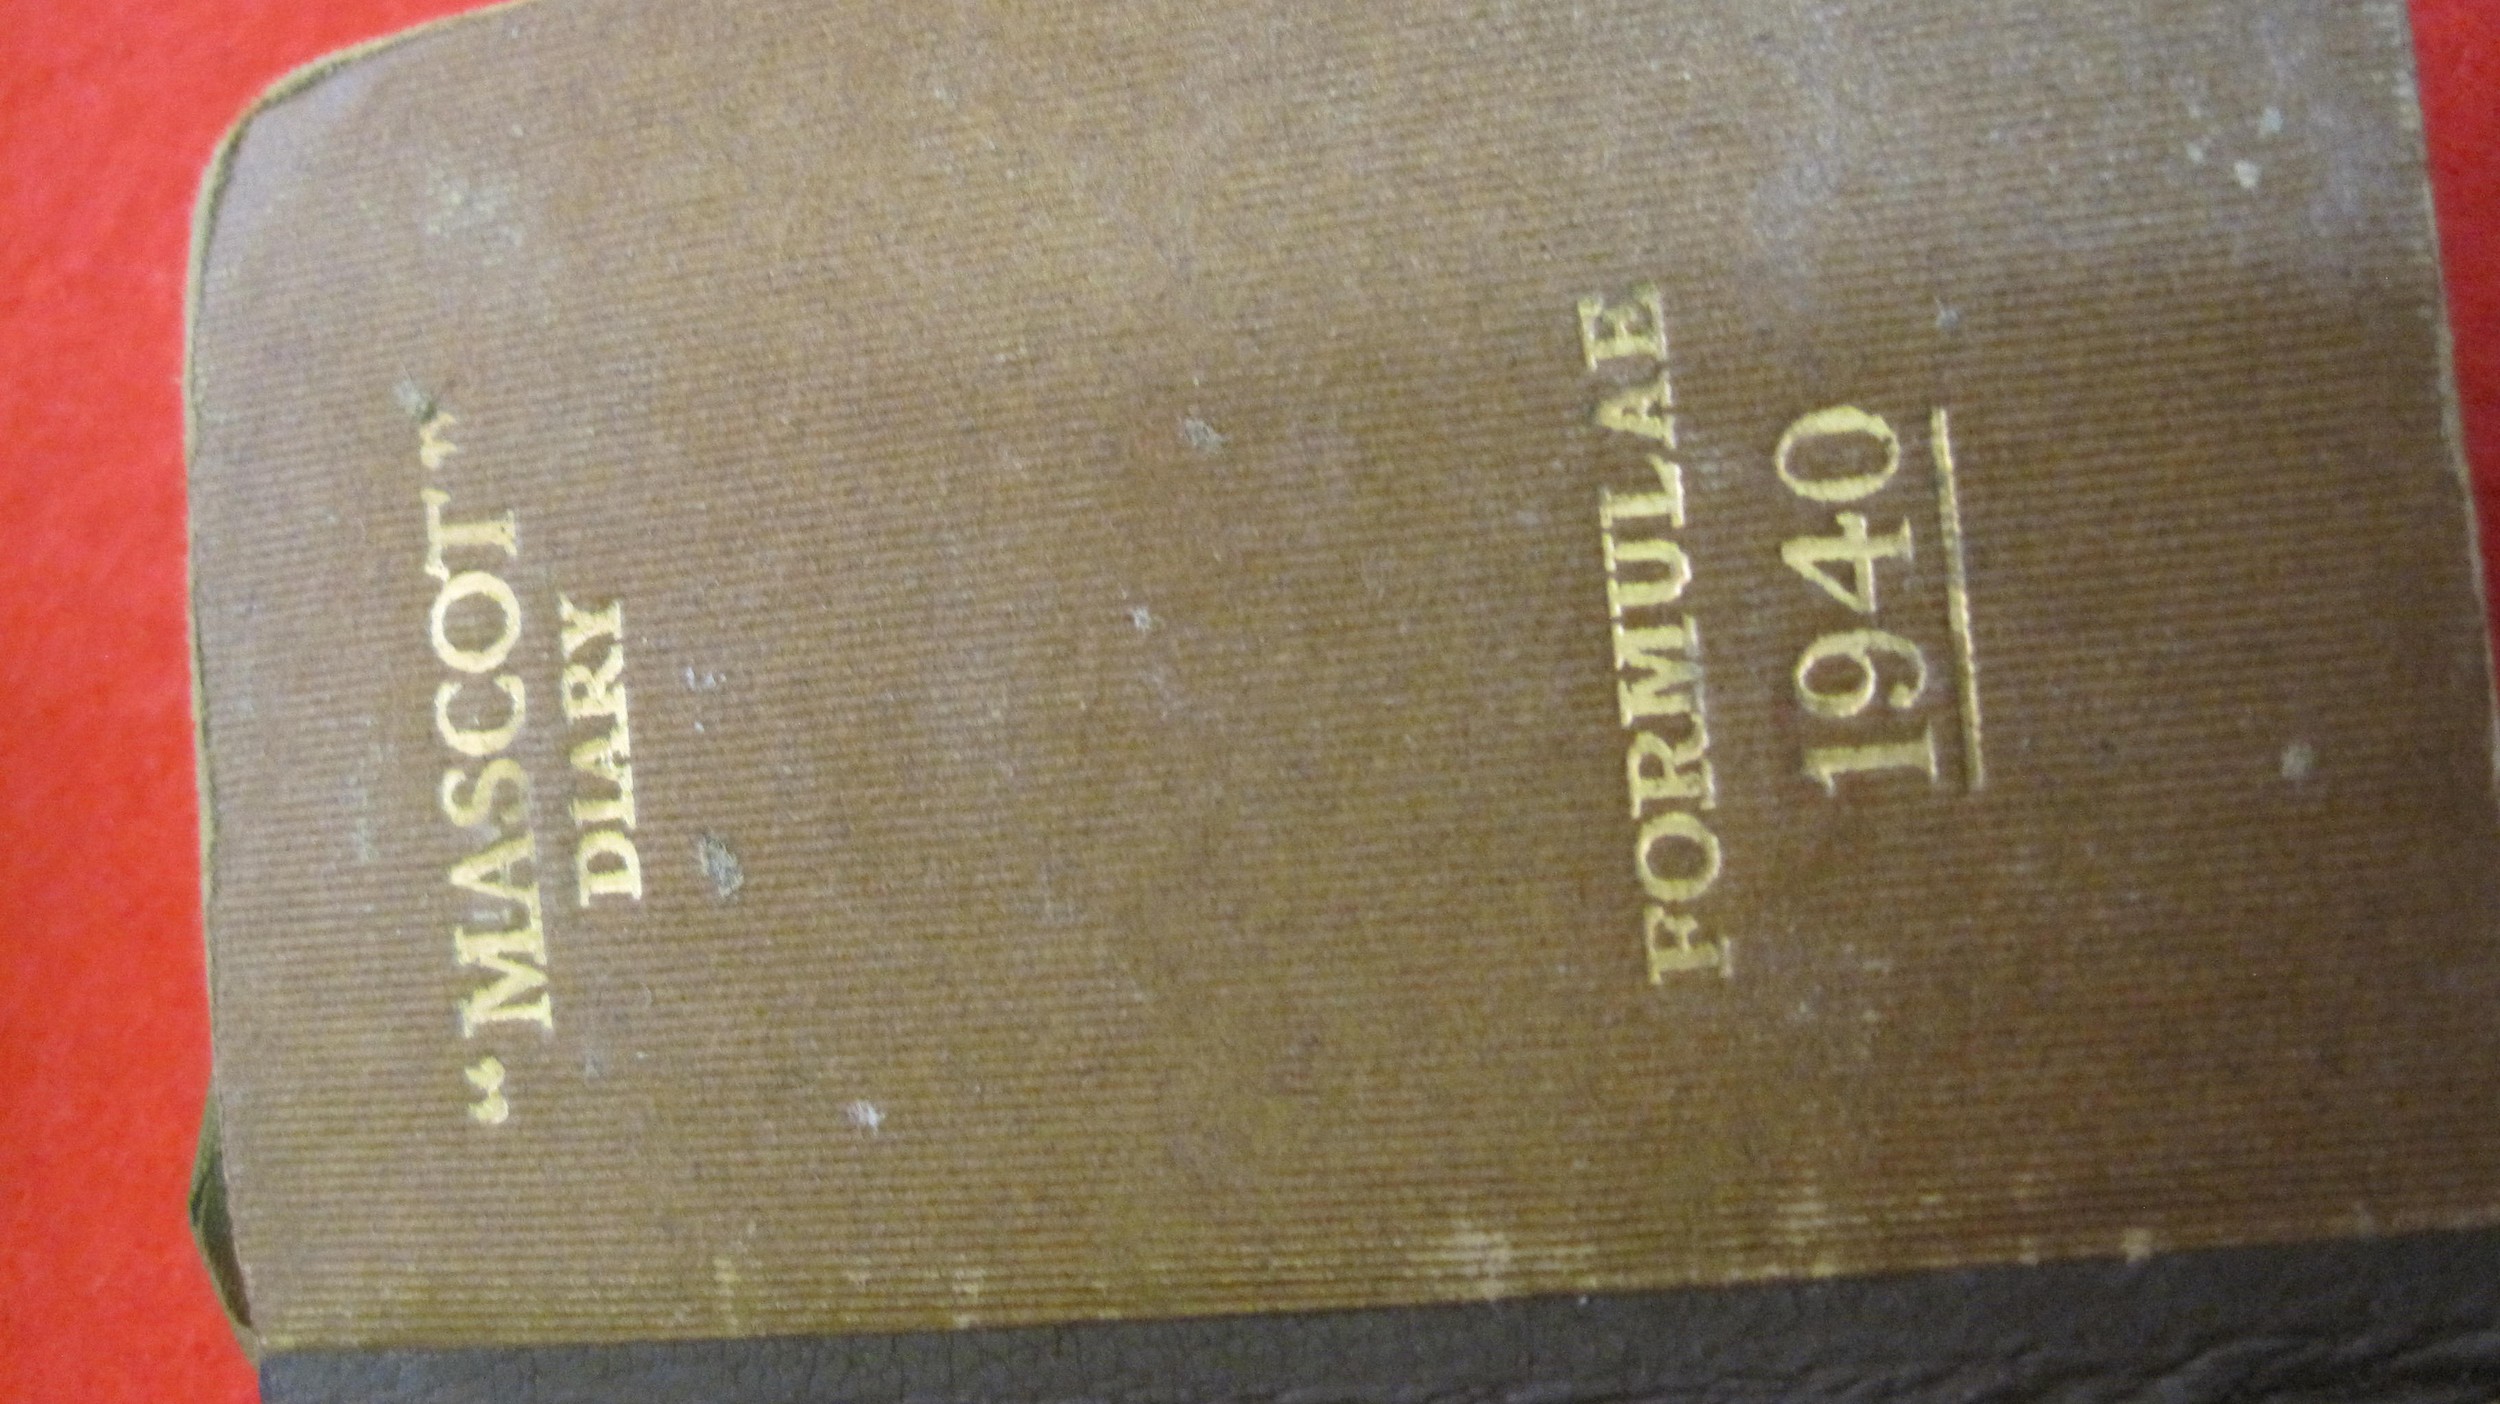 “MASCOT”
DIARY
FORMULAE
1940